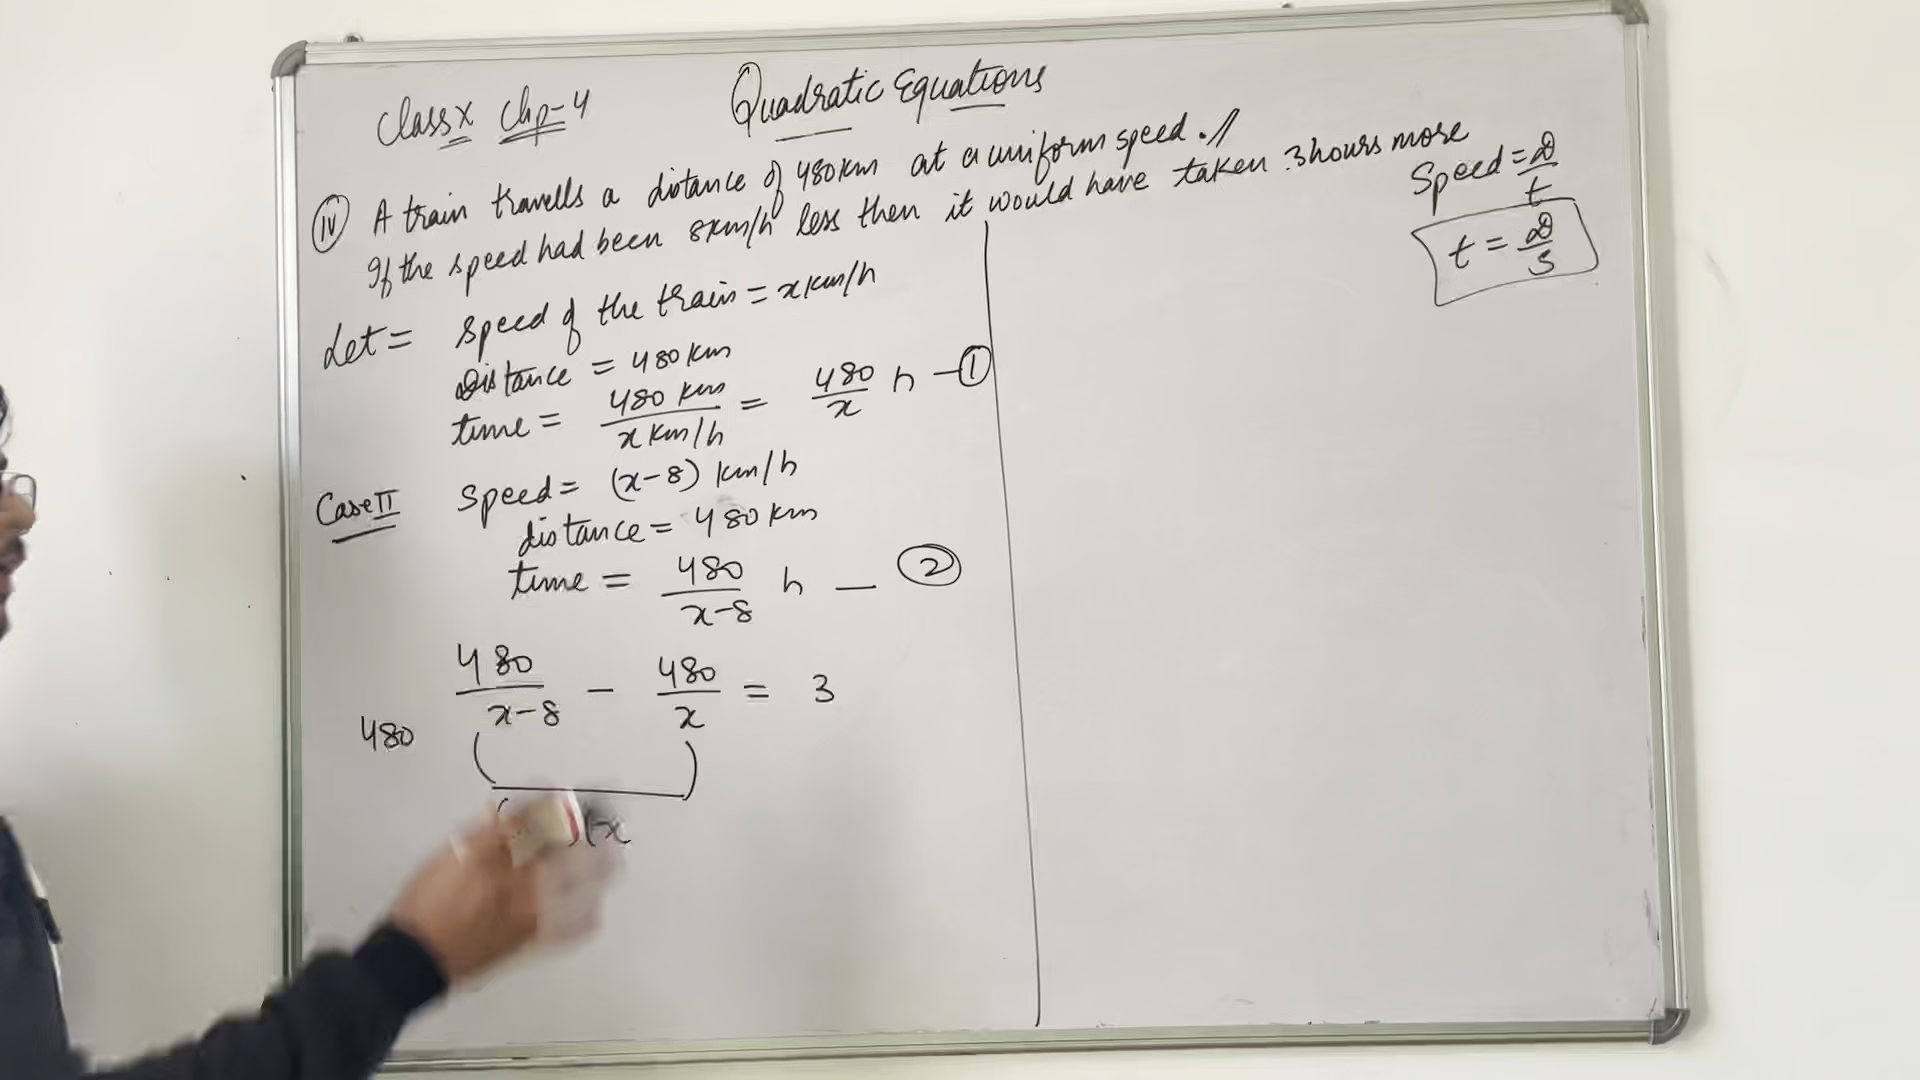 Class X Chp-4
Quadratic Equations
(iv) A train travells a distance of 480km at a uniform speed. //
If the speed had been 8km/h less then it would have taken 3 hours more
Let = speed of the train = x km/h
Distance = 480 km
time = 480 km / x km/h = 480/x h — ①
Case II Speed = (x-8) km/h
distance = 480 km
time = 480/x-8 h — ②
480/x-8 - 480/x = 3
480 ( )
( )(x
Speed = D/t
t = D/S